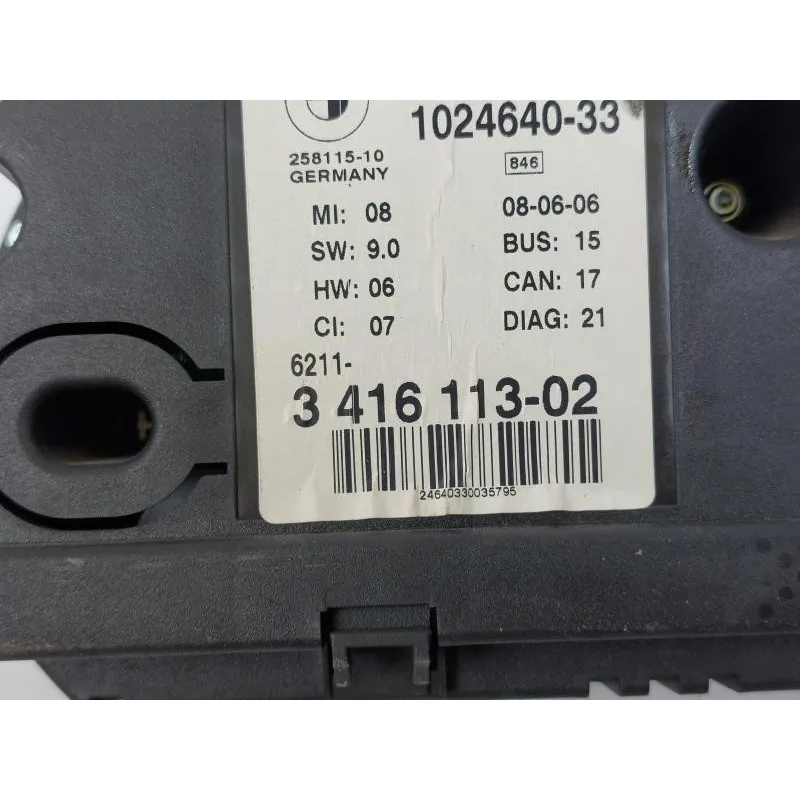 1024640-33
258115-10
846
GERMANY
MI: 08 08-06-06
SW: 9.0 BUS: 15
HW: 06 CAN: 17
CI: 07 DIAG: 21
6211-
3 416 113-02
24640330035795